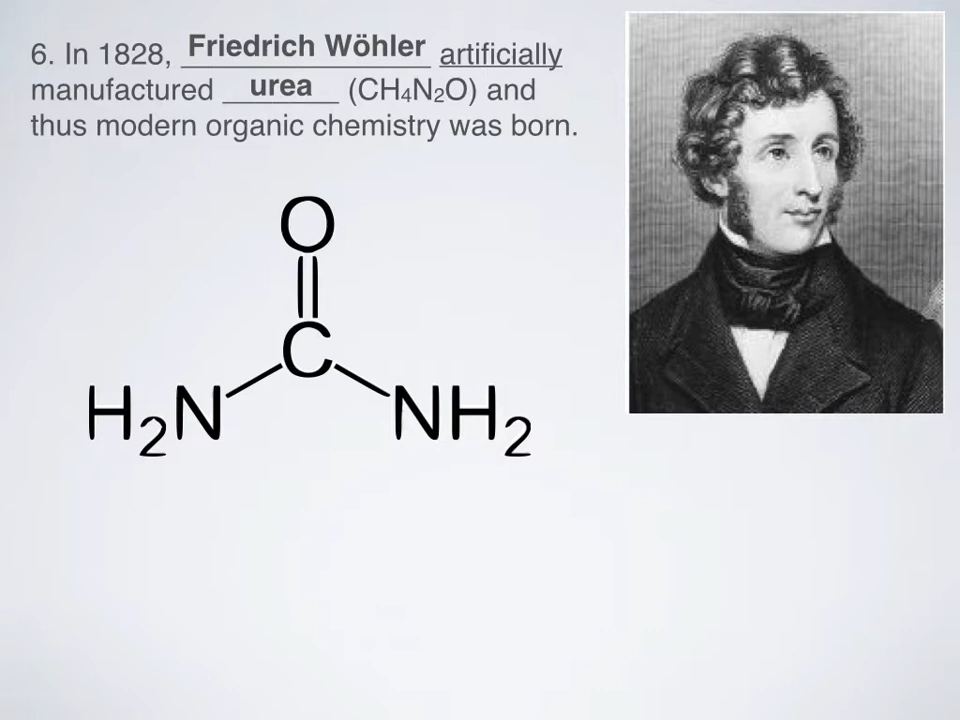 6. In 1828, Friedrich Wöhler artificially
manufactured urea (CH₄N₂O) and
thus modern organic chemistry was born.
O
C
H₂N NH₂